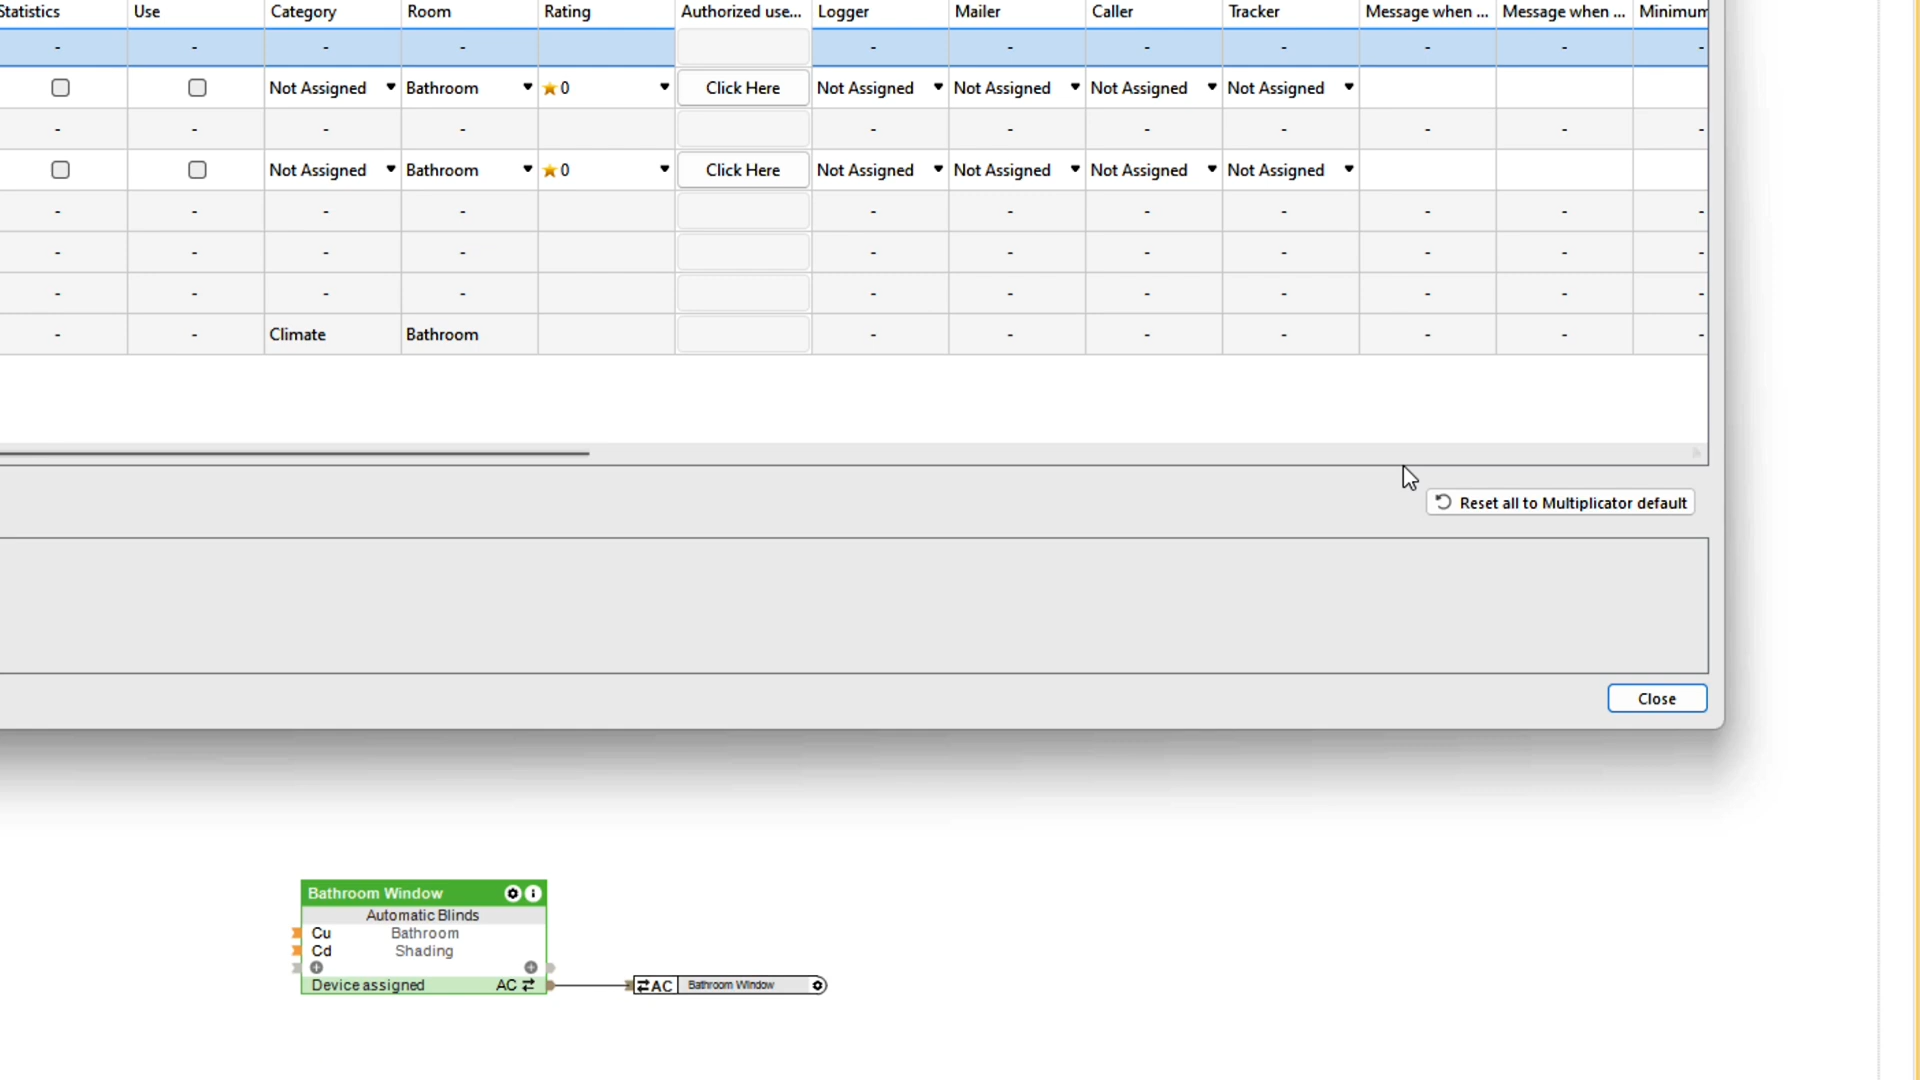 Statistics Use Category Room Rating Authorized use... Logger Mailer Caller Tracker Message when ... Message when ... Minimum
- - - - - - - - - - -
Not Assigned Bathroom 0 Click Here Not Assigned Not Assigned Not Assigned Not Assigned
- - - - - - - - - - -
Not Assigned Bathroom 0 Click Here Not Assigned Not Assigned Not Assigned Not Assigned
- - - - - - - - - - -
- - - - - - - - - - -
- - - - - - - - - - -
- - Climate Bathroom - - - - - - -
Reset all to Multiplicator default
Close
Bathroom Window
Automatic Blinds
Cu Bathroom
Cd Shading
Device assigned AC
AC Bathroom Window